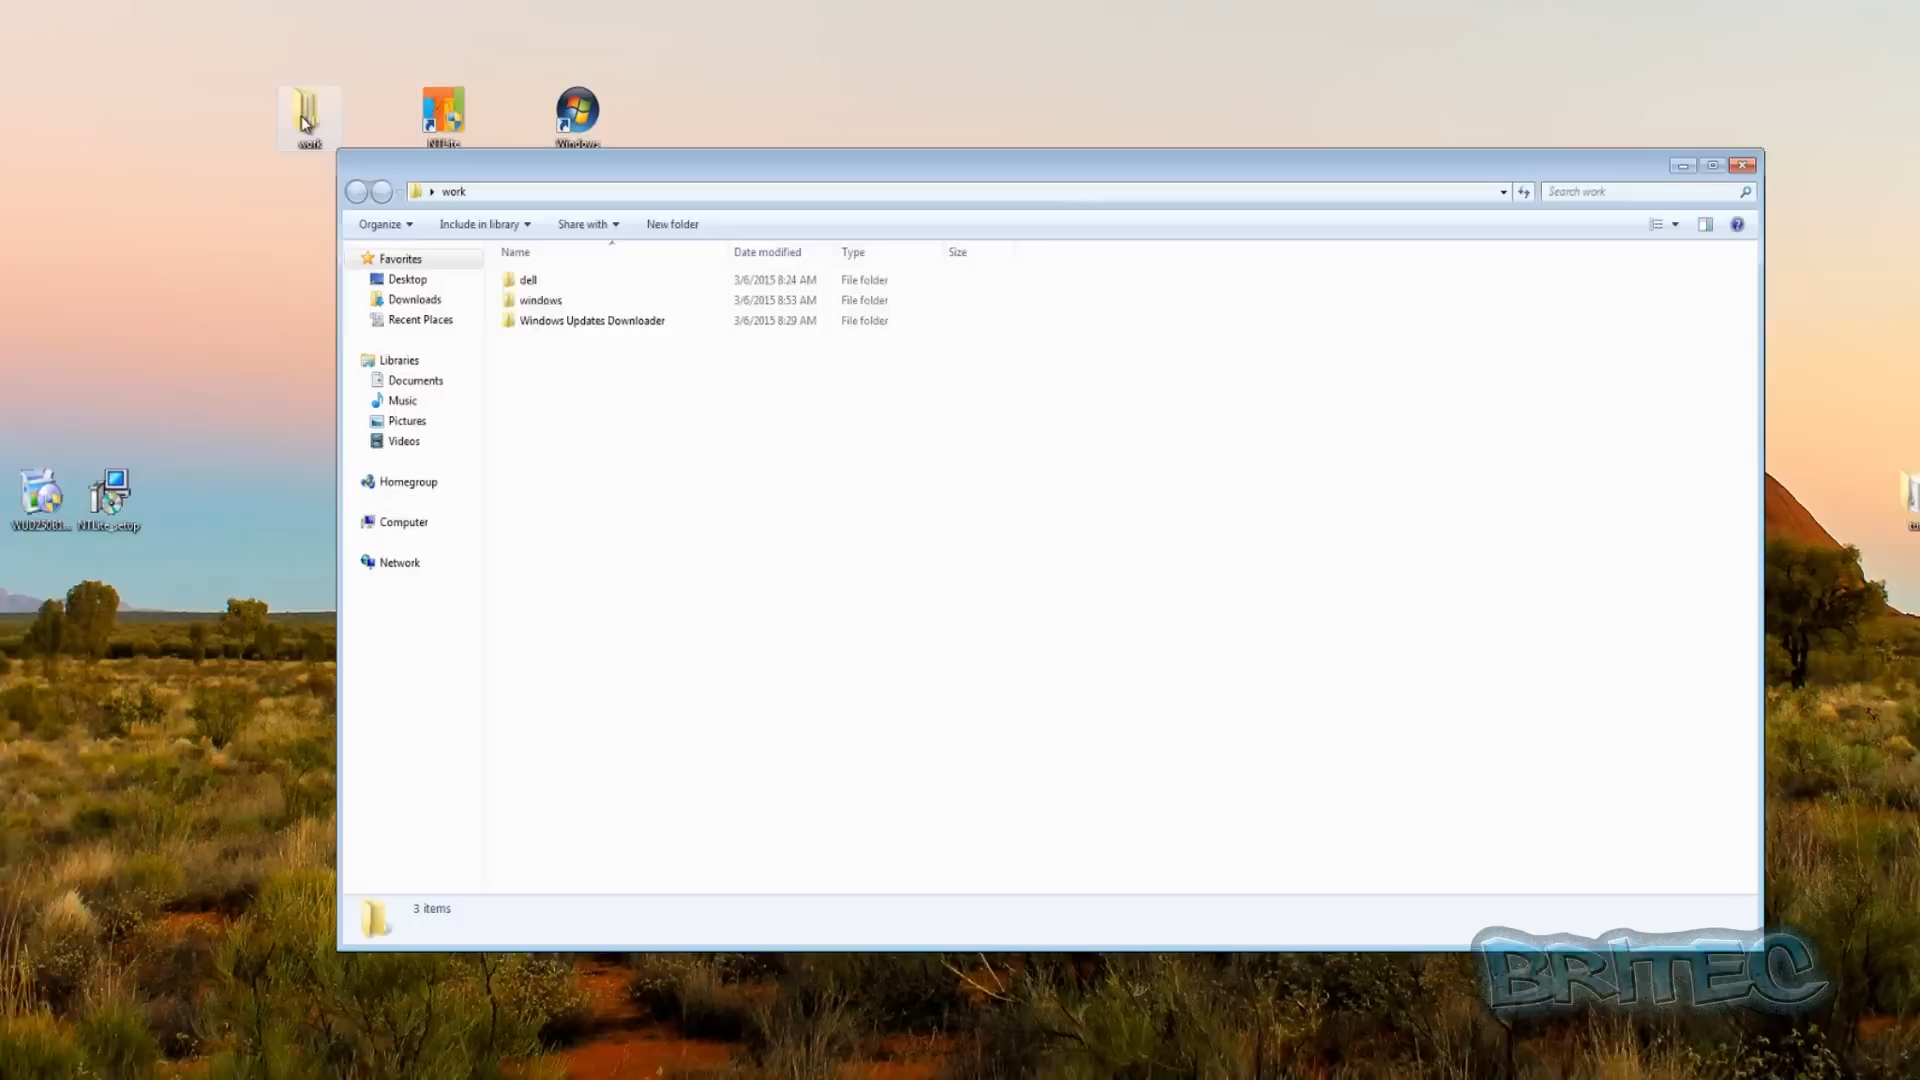 work
NTLite
Windows
work
Search work
Organize
Include in library
Share with
New folder
Name
Date modified
Type
Size
Favorites
Desktop
Downloads
Recent Places
Libraries
Documents
Music
Pictures
Videos
Homegroup
Computer
Network
dell 3/6/2015 8:24 AM File folder
windows 3/6/2015 8:53 AM File folder
Windows Updates Downloader 3/6/2015 8:29 AM File folder
NTLite_setup
3 items
BRITEC